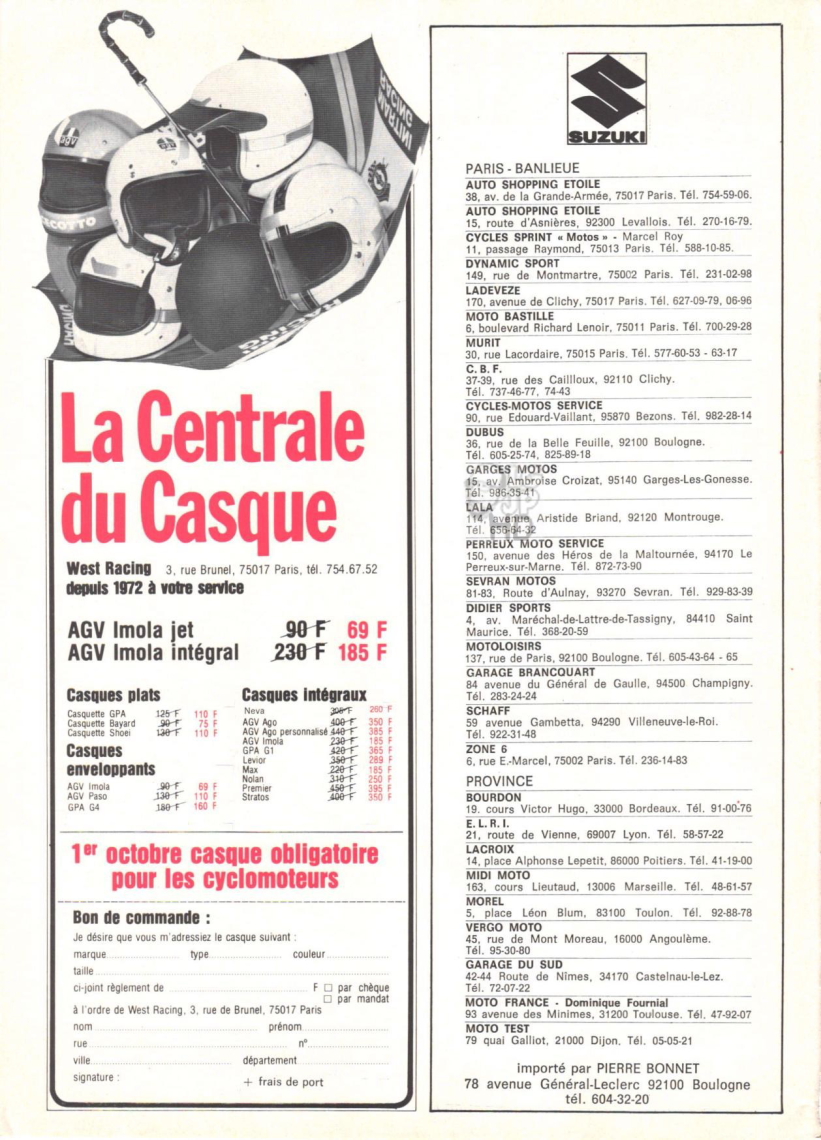 agv
CECOTTO
agv
RACING
IMITRAM
RACING
La Centrale
du Casque
West Racing 3, rue Brunel, 75017 Paris, tél. 754.67.52
depuis 1972 à votre service
AGV Imola jet 90 F 69 F
AGV Imola intégral 230 F 185 F
Casques plats
Casquette GPA 125 F 110 F
Casquette Bayard 90 F 75 F
Casquette Shoei 130 F 110 F
Casques
enveloppants
AGV Imola 90 F 69 F
AGV Paso 130 F 110 F
GPA G4 180 F 160 F
Casques intégraux
Neva 306 F 260 F
AGV Ago 400 F 350 F
AGV Ago personnalisé 440 F 385 F
AGV Imola 230 F 185 F
GPA G1 420 F 365 F
Levior 350 F 289 F
Max 220 F 185 F
Nolan 310 F 250 F
Premier 450 F 395 F
Stratos 400 F 350 F
1er octobre casque obligatoire
pour les cyclomoteurs
Bon de commande :
Je désire que vous m'adressiez le casque suivant :
marque type couleur
taille
ci-joint règlement de F □ par chèque
□ par mandat
à l'ordre de West Racing, 3, rue de Brunel, 75017 Paris
nom prénom
rue n°
ville département
signature : + frais de port
SUZUKI
PARIS - BANLIEUE
AUTO SHOPPING ETOILE
38, av. de la Grande-Armée, 75017 Paris. Tél. 754-59-06.
AUTO SHOPPING ETOILE
15, route d'Asnières, 92300 Levallois. Tél. 270-16-79.
CYCLES SPRINT « Motos » - Marcel Roy
11, passage Raymond, 75013 Paris. Tél. 588-10-85.
DYNAMIC SPORT
149, rue de Montmartre, 75002 Paris. Tél. 231-02-98
LADEVEZE
170, avenue de Clichy, 75017 Paris. Tél. 627-09-79, 06-96
MOTO BASTILLE
6, boulevard Richard Lenoir, 75011 Paris. Tél. 700-29-28
MURIT
30, rue Lacordaire, 75015 Paris. Tél. 577-60-53 - 63-17
C. B. F.
37-39, rue des Caillloux, 92110 Clichy.
Tél. 737-46-77, 74-43
CYCLES-MOTOS SERVICE
90, rue Edouard-Vaillant, 95870 Bezons. Tél. 982-28-14
DUBUS
36, rue de la Belle Feuille, 92100 Boulogne.
Tél. 605-25-74, 825-89-18
GARGES MOTOS
15, av. Ambroise Croizat, 95140 Garges-Les-Gonesse.
Tél. 986-35-41
LALA
114, avenue Aristide Briand, 92120 Montrouge.
Tél. 656-64-32
PERREUX MOTO SERVICE
150, avenue des Héros de la Maltournée, 94170 Le
Perreux-sur-Marne. Tél. 872-73-90
SEVRAN MOTOS
81-83, Route d'Aulnay, 93270 Sevran. Tél. 929-83-39
DIDIER SPORTS
4, av. Maréchal-de-Lattre-de-Tassigny, 84410 Saint
Maurice. Tél. 368-20-59
MOTOLOISIRS
137, rue de Paris, 92100 Boulogne. Tél. 605-43-64 - 65
GARAGE BRANCQUART
84 avenue du Général de Gaulle, 94500 Champigny.
Tél. 283-24-24
SCHAFF
59 avenue Gambetta, 94290 Villeneuve-le-Roi.
Tél. 922-31-48
ZONE 6
6, rue E.-Marcel, 75002 Paris. Tél. 236-14-83
PROVINCE
BOURDON
19. cours Victor Hugo, 33000 Bordeaux. Tél. 91-00-76
E. L. R. I.
21, route de Vienne, 69007 Lyon. Tél. 58-57-22
LACROIX
14, place Alphonse Lepetit, 86000 Poitiers. Tél. 41-19-00
MIDI MOTO
163, cours Lieutaud, 13006 Marseille. Tél. 48-61-57
MOREL
5, place Léon Blum, 83100 Toulon. Tél. 92-88-78
VERGO MOTO
45, rue de Mont Moreau, 16000 Angoulème.
Tél. 95-30-80
GARAGE DU SUD
42-44 Route de Nîmes, 34170 Castelnau-le-Lez.
Tél. 72-07-22
MOTO FRANCE - Dominique Fournial
93 avenue des Minimes, 31200 Toulouse. Tél. 47-92-07
MOTO TEST
79 quai Galliot, 21000 Dijon. Tél. 05-05-21
importé par PIERRE BONNET
78 avenue Général-Leclerc 92100 Boulogne
tél. 604-32-20